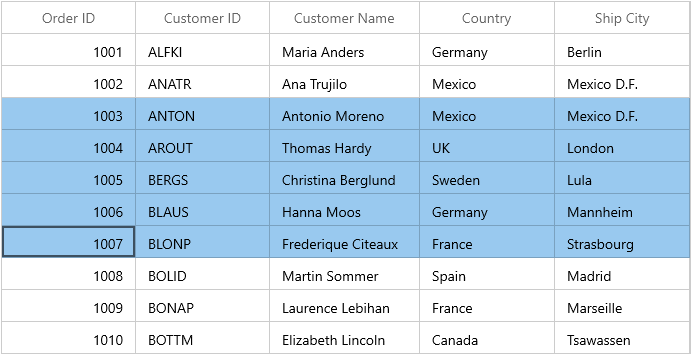 Order ID Customer ID Customer Name Country Ship City
1001 ALFKI Maria Anders Germany Berlin
1002 ANATR Ana Trujilo Mexico Mexico D.F.
1003 ANTON Antonio Moreno Mexico Mexico D.F.
1004 AROUT Thomas Hardy UK London
1005 BERGS Christina Berglund Sweden Lula
1006 BLAUS Hanna Moos Germany Mannheim
1007 BLONP Frederique Citeaux France Strasbourg
1008 BOLID Martin Sommer Spain Madrid
1009 BONAP Laurence Lebihan France Marseille
1010 BOTTM Elizabeth Lincoln Canada Tsawassen